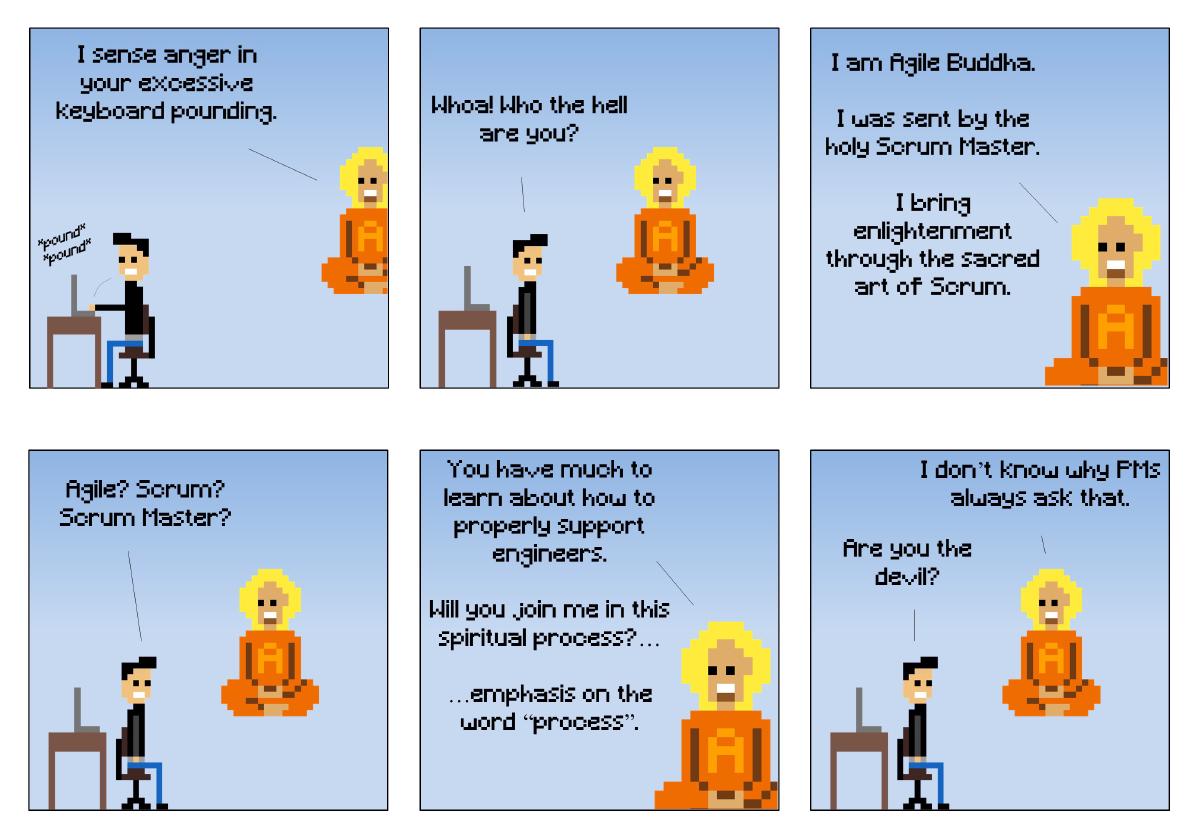 I sense anger in
your excessive
keyboard pounding.
*pound*
*pound*
A
Whoa! Who the hell
are you?
A
I am Agile Buddha.
I was sent by the
holy Scrum Master.
I bring
enlightenment
through the sacred
art of Scrum.
A
Agile? Scrum?
Scrum Master?
A
You have much to
learn about how to
properly support
engineers.
Will you join me in this
spiritual process?...
...emphasis on the
word “process”.
A
Are you the
devil?
I don’t know why PMs
always ask that.
A